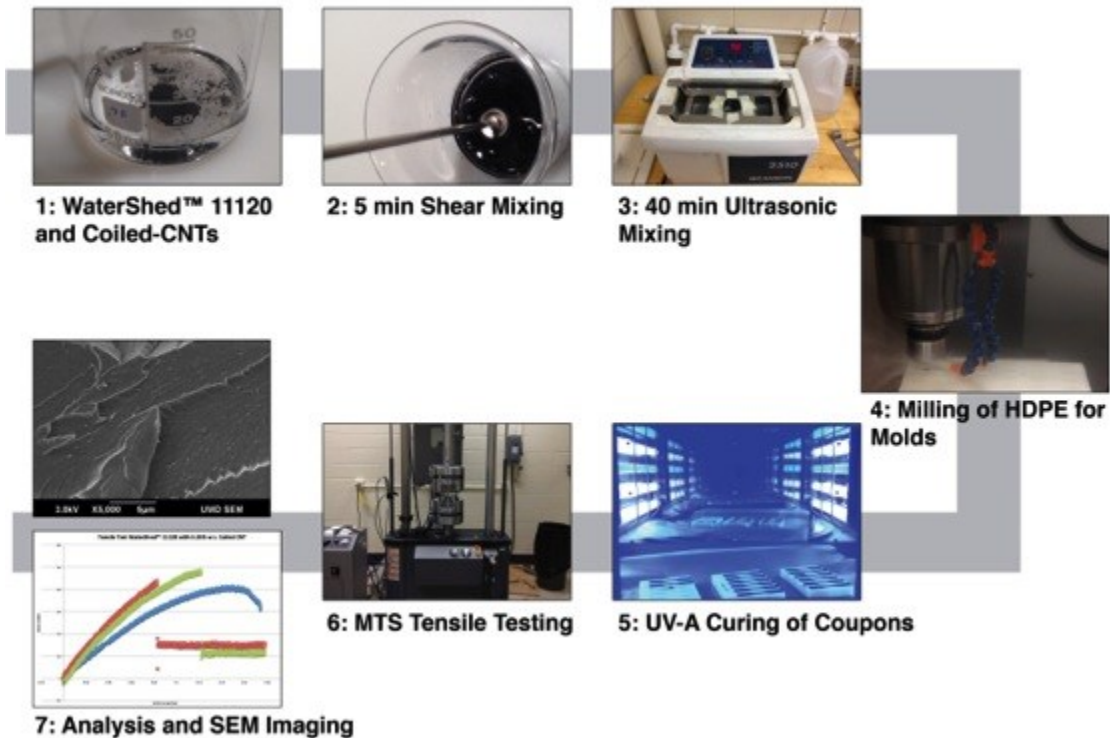 50
20
1: WaterShed™ 11120
and Coiled-CNTs
2: 5 min Shear Mixing
2510
3: 40 min Ultrasonic
Mixing
4: Milling of HDPE for
Molds
5: UV-A Curing of Coupons
6: MTS Tensile Testing
3.0kV X5,000 5µm UMD SEM
7: Analysis and SEM Imaging